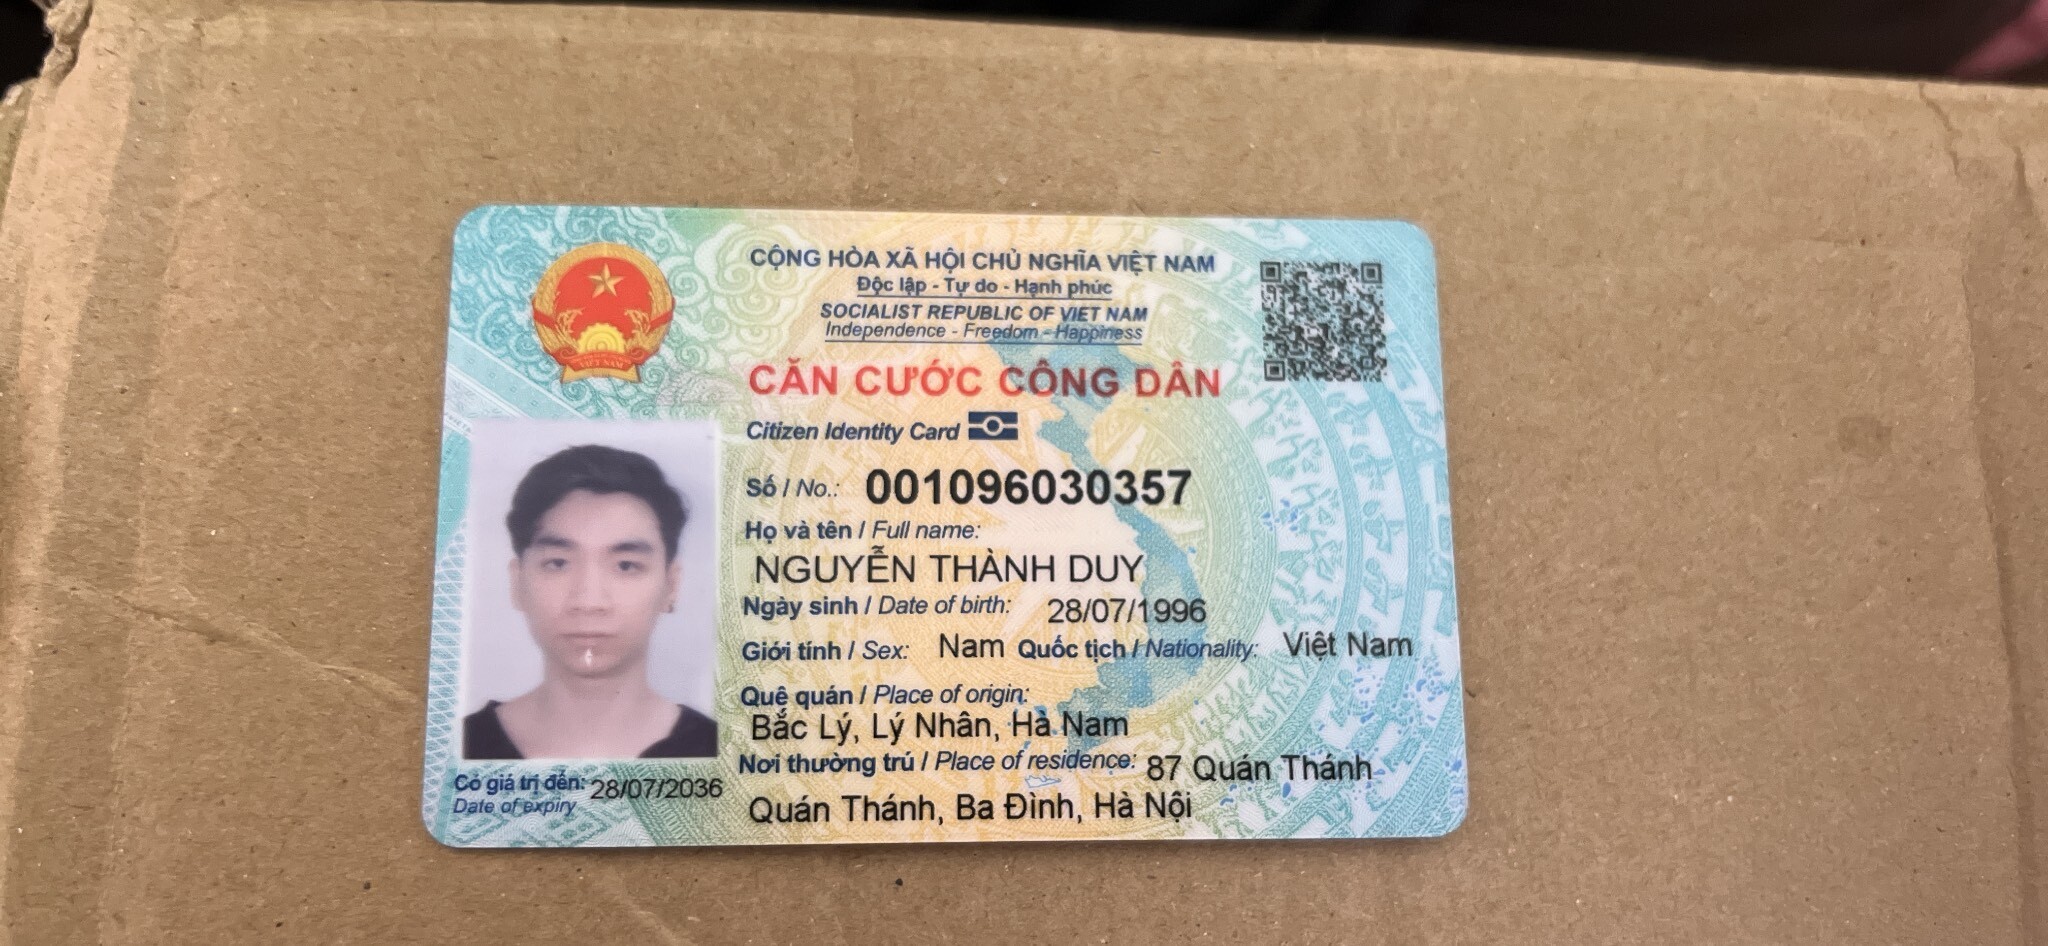 CỘNG HÒA XÃ HỘI CHỦ NGHĨA VIỆT NAM
Độc lập - Tự do - Hạnh phúc
SOCIALIST REPUBLIC OF VIET NAM
Independence - Freedom - Happiness
CĂN CƯỚC CÔNG DÂN
Citizen Identity Card
Số / No.: 001096030357
Họ và tên / Full name:
NGUYỄN THÀNH DUY
Ngày sinh / Date of birth: 28/07/1996
Giới tính / Sex: Nam Quốc tịch / Nationality: Việt Nam
Quê quán / Place of origin:
Bắc Lý, Lý Nhân, Hà Nam
Nơi thường trú / Place of residence: 87 Quán Thánh
Quán Thánh, Ba Đình, Hà Nội
Có giá trị đến: 28/07/2036
Date of expiry
VIỆT NAM